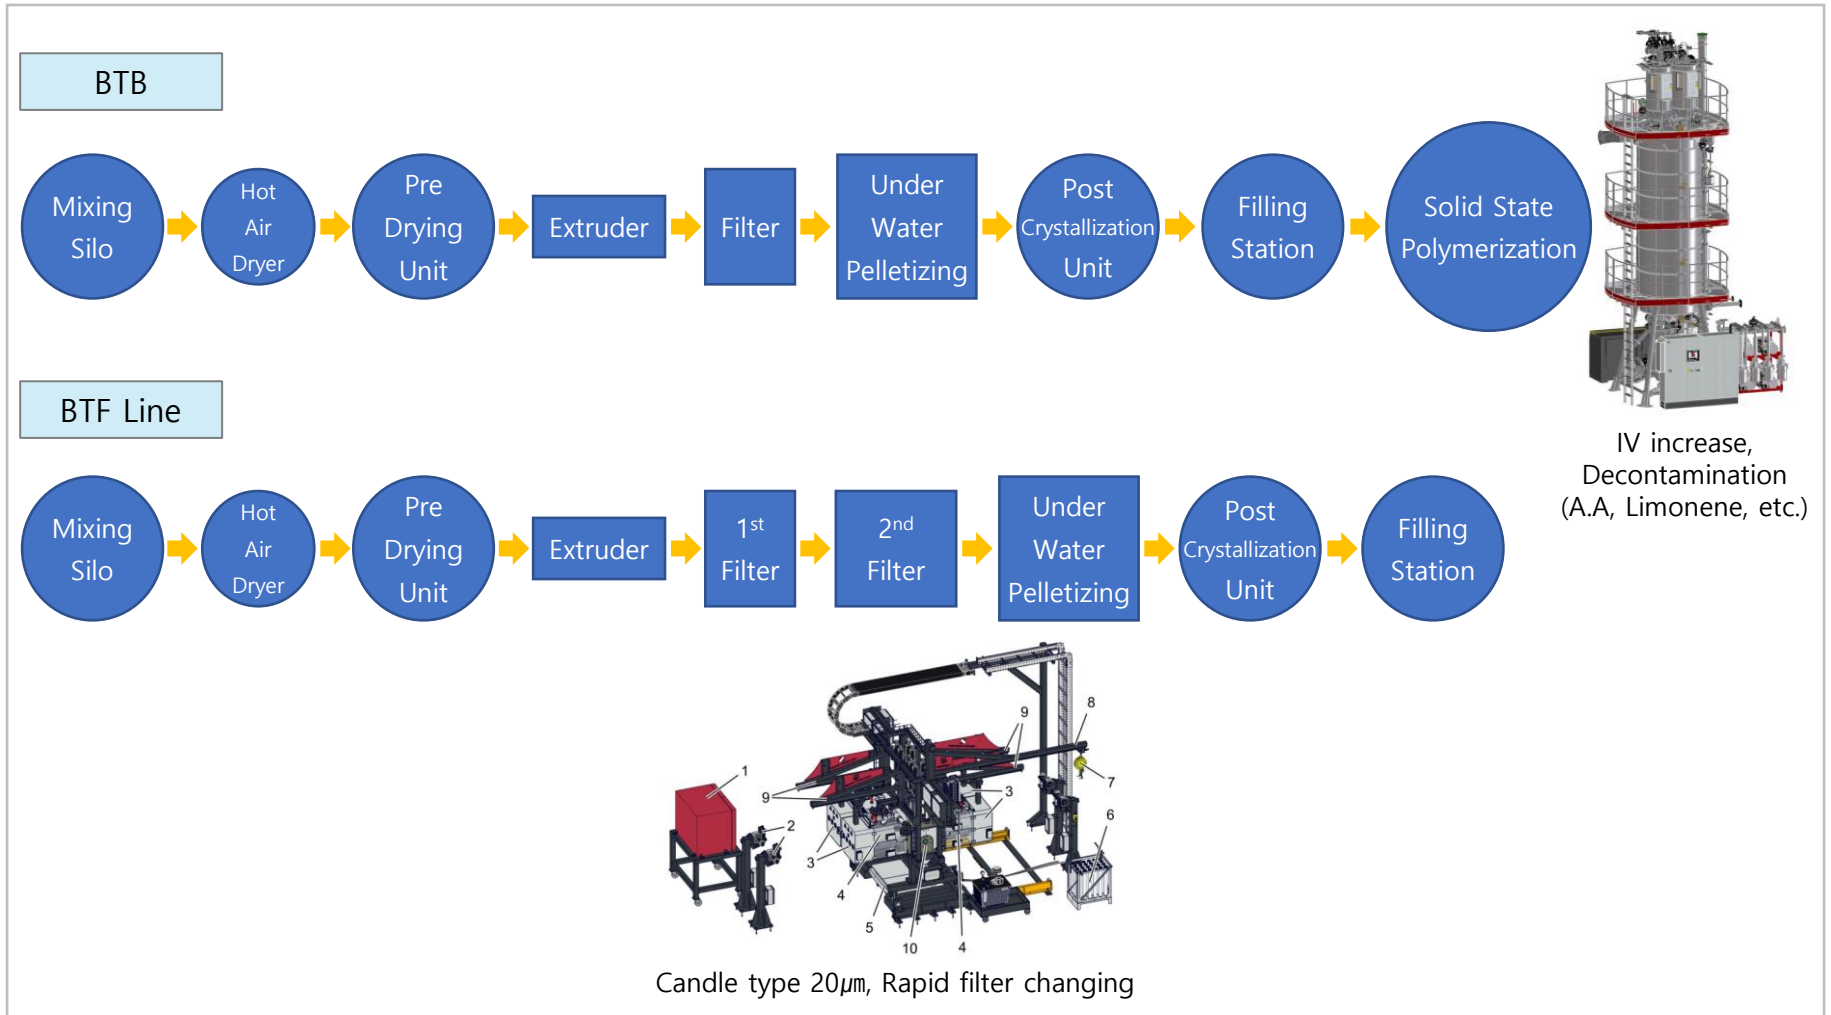 BTB
Mixing
Silo
Hot
Air
Dryer
Pre
Drying
Unit
Extruder
Filter
Under
Water
Pelletizing
Post
Crystallization
Unit
Filling
Station
Solid State
Polymerization
IV increase,
Decontamination
(A.A, Limonene, etc.)
BTF Line
Mixing
Silo
Hot
Air
Dryer
Pre
Drying
Unit
Extruder
1st
Filter
2nd
Filter
Under
Water
Pelletizing
Post
Crystallization
Unit
Filling
Station
1
2
9
3
4
5
10
4
3
9
8
7
6
Candle type 20㎛, Rapid filter changing